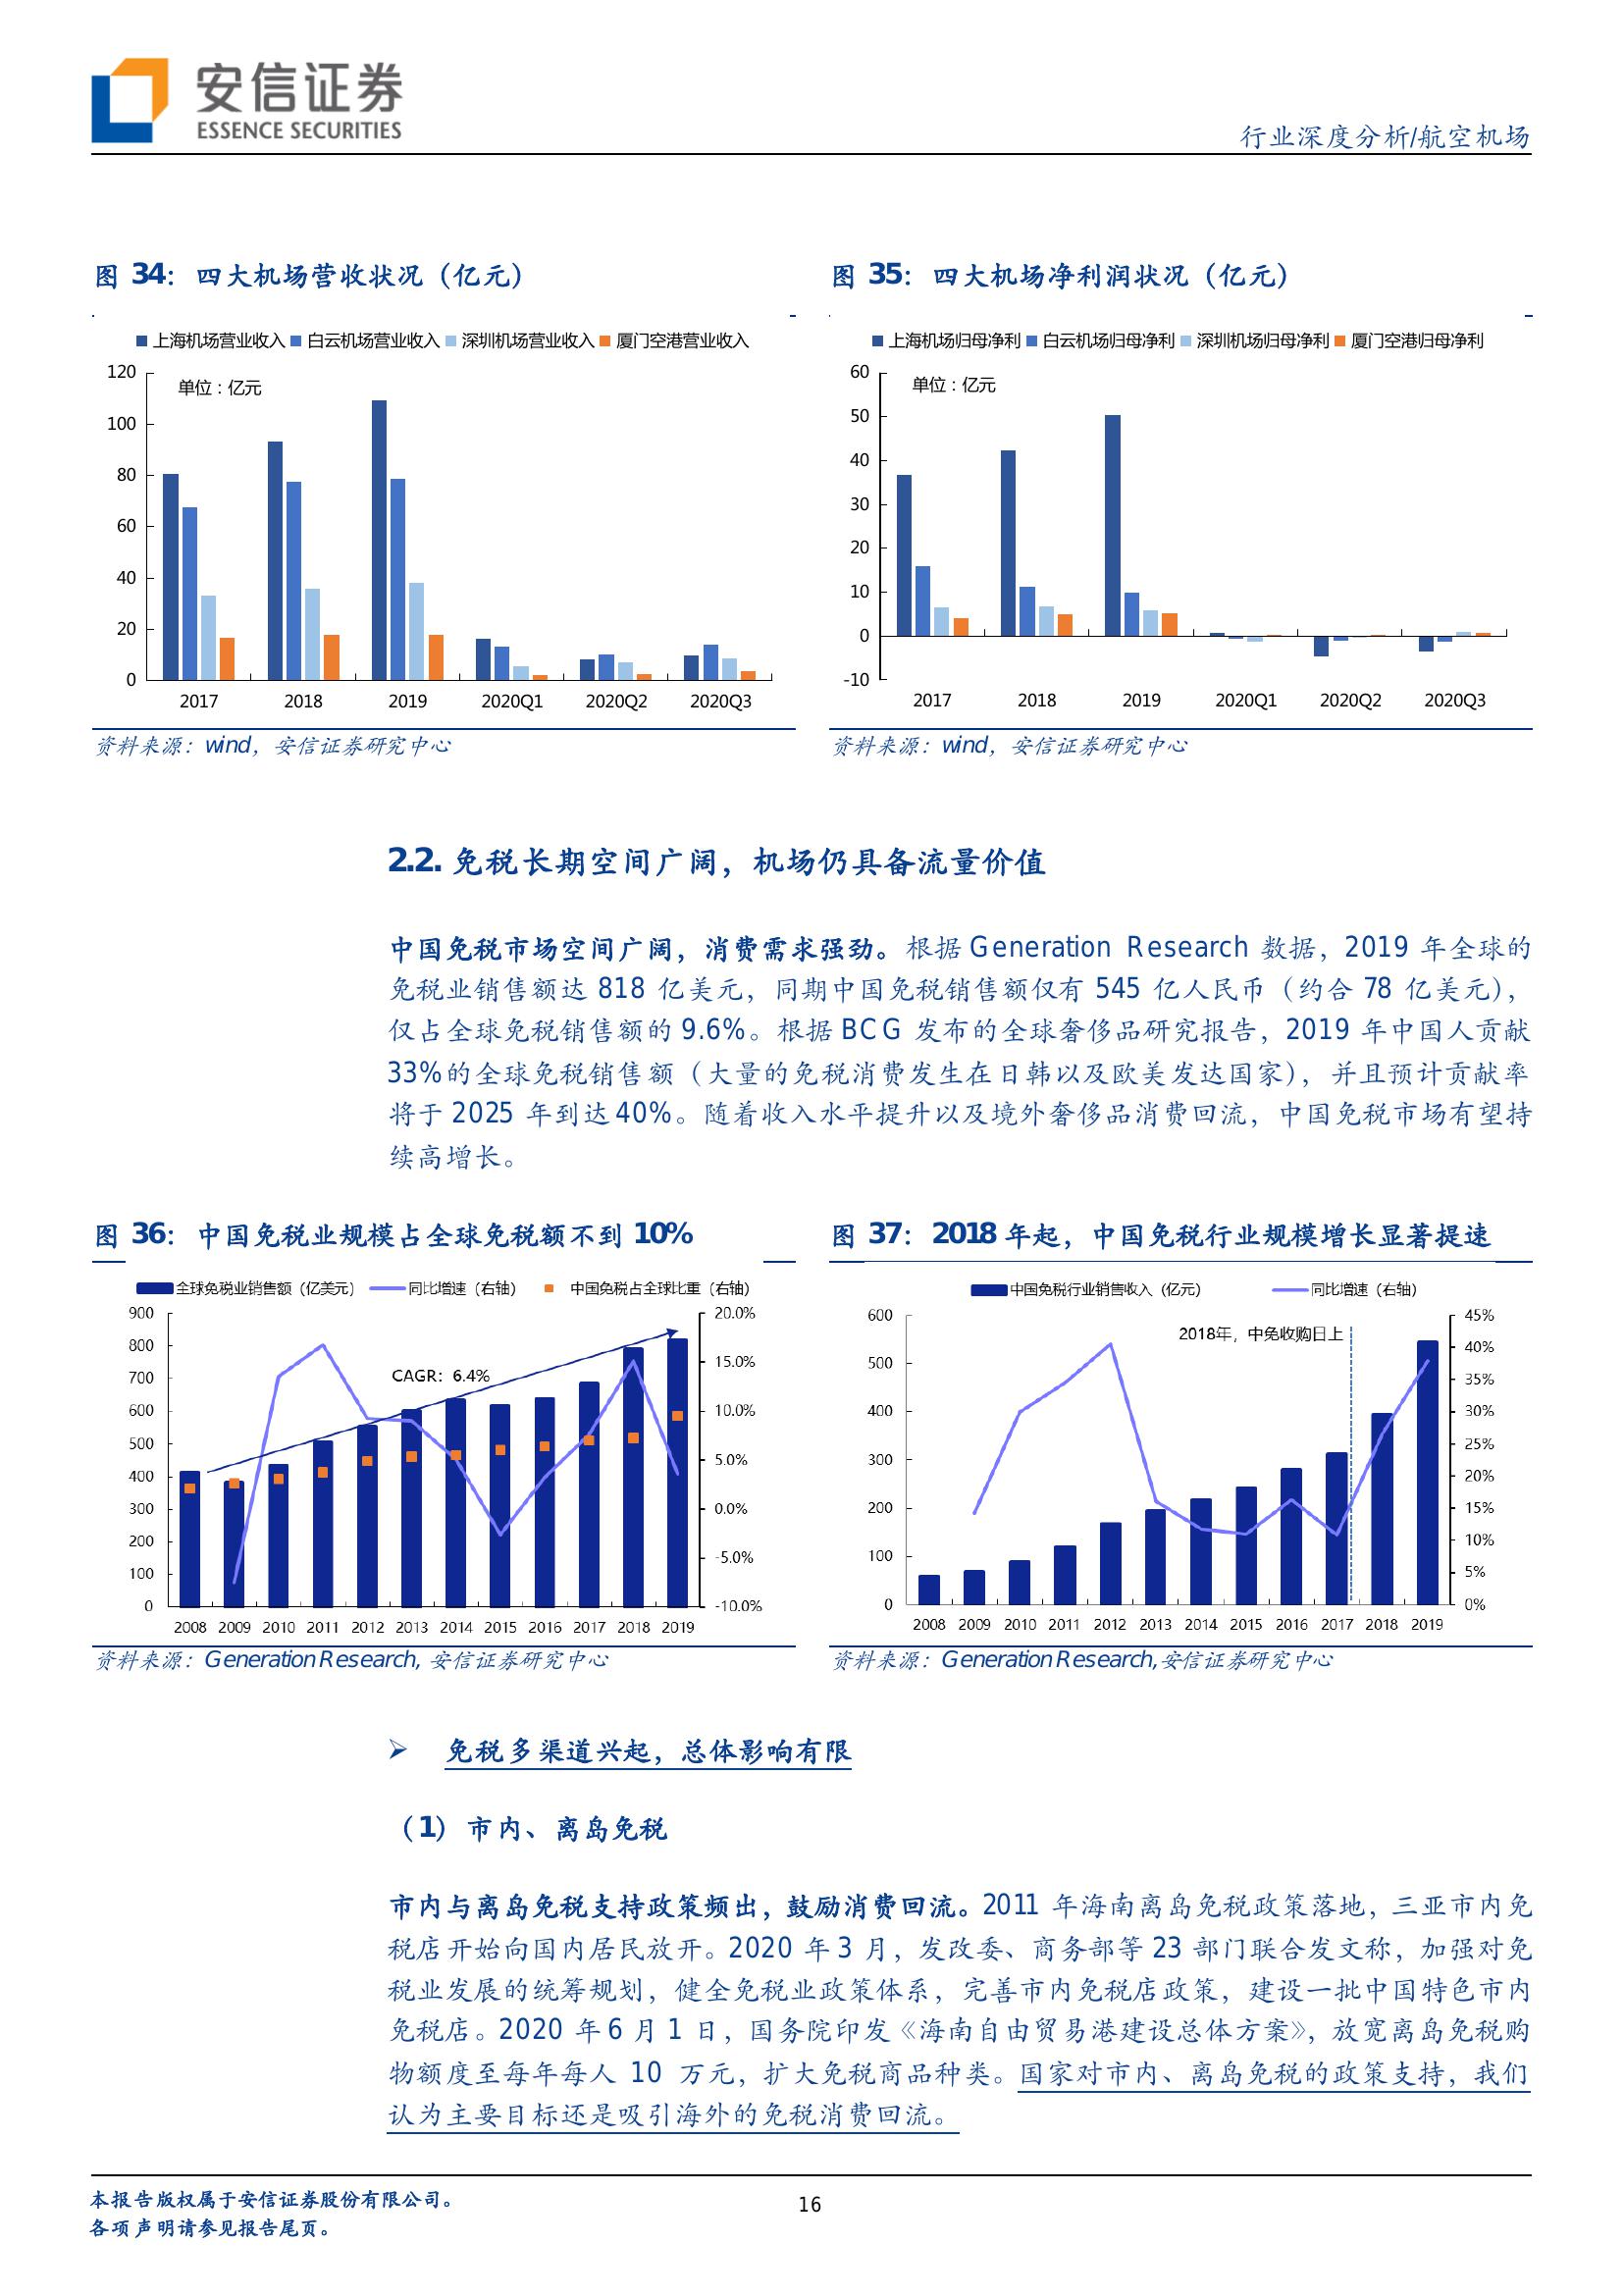 安信证券
ESSENCE SECURITIES
行业深度分析/航空机场
图 34：四大机场营收状况（亿元）
上海机场营业收入 白云机场营业收入 深圳机场营业收入 厦门空港营业收入
单位：亿元
120
100
80
60
40
20
0
2017 2018 2019 2020Q1 2020Q2 2020Q3
资料来源：wind，安信证券研究中心
图 35：四大机场净利润状况（亿元）
上海机场归母净利 白云机场归母净利 深圳机场归母净利 厦门空港归母净利
单位：亿元
60
50
40
30
20
10
0
-10
2017 2018 2019 2020Q1 2020Q2 2020Q3
资料来源：wind，安信证券研究中心
2.2. 免税长期空间广阔，机场仍具备流量价值
中国免税市场空间广阔，消费需求强劲。根据 Generation Research 数据，2019 年全球的
免税业销售额达 818 亿美元，同期中国免税销售额仅有 545 亿人民币（约合 78 亿美元），
仅占全球免税销售额的 9.6%。根据 BCG 发布的全球奢侈品研究报告，2019 年中国人贡献
33%的全球免税销售额（大量的免税消费发生在日韩以及欧美发达国家），并且预计贡献率
将于 2025 年到达 40%。随着收入水平提升以及境外奢侈品消费回流，中国免税市场有望持
续高增长。
图 36：中国免税业规模占全球免税额不到 10%
全球免税业销售额（亿美元） 同比增速（右轴） 中国免税占全球比重（右轴）
CAGR：6.4%
900
800
700
600
500
400
300
200
100
0
20.0%
15.0%
10.0%
5.0%
0.0%
-5.0%
-10.0%
2008 2009 2010 2011 2012 2013 2014 2015 2016 2017 2018 2019
资料来源：Generation Research, 安信证券研究中心
图 37：2018 年起，中国免税行业规模增长显著提速
中国免税行业销售收入（亿元） 同比增速（右轴）
2018年，中免收购日上
600
500
400
300
200
100
0
45%
40%
35%
30%
25%
20%
15%
10%
5%
0%
2008 2009 2010 2011 2012 2013 2014 2015 2016 2017 2018 2019
资料来源：Generation Research,安信证券研究中心
➢ 免税多渠道兴起，总体影响有限
（1）市内、离岛免税
市内与离岛免税支持政策频出，鼓励消费回流。2011 年海南离岛免税政策落地，三亚市内免
税店开始向国内居民放开。2020 年 3 月，发改委、商务部等 23 部门联合发文称，加强对免
税业发展的统筹规划，健全免税业政策体系，完善市内免税店政策，建设一批中国特色市内
免税店。2020 年 6 月 1 日，国务院印发《海南自由贸易港建设总体方案》，放宽离岛免税购
物额度至每年每人 10 万元，扩大免税商品种类。国家对市内、离岛免税的政策支持，我们
认为主要目标还是吸引海外的免税消费回流。
本报告版权属于安信证券股份有限公司。
各项声明请参见报告尾页。
16